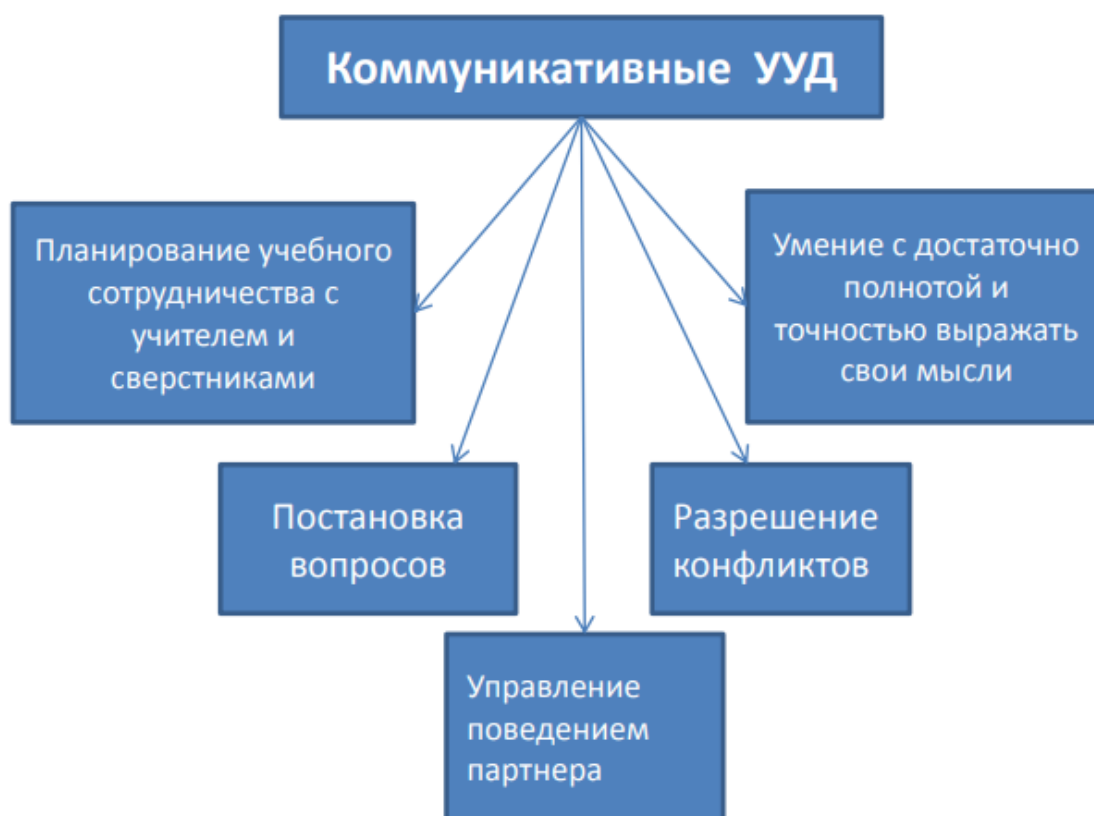 Коммуникативные УУД
Планирование учебного
сотрудничества с
учителем и
сверстниками
Умение с достаточно
полнотой и
точностью выражать
свои мысли
Постановка
вопросов
Разрешение
конфликтов
Управление
поведением
партнера